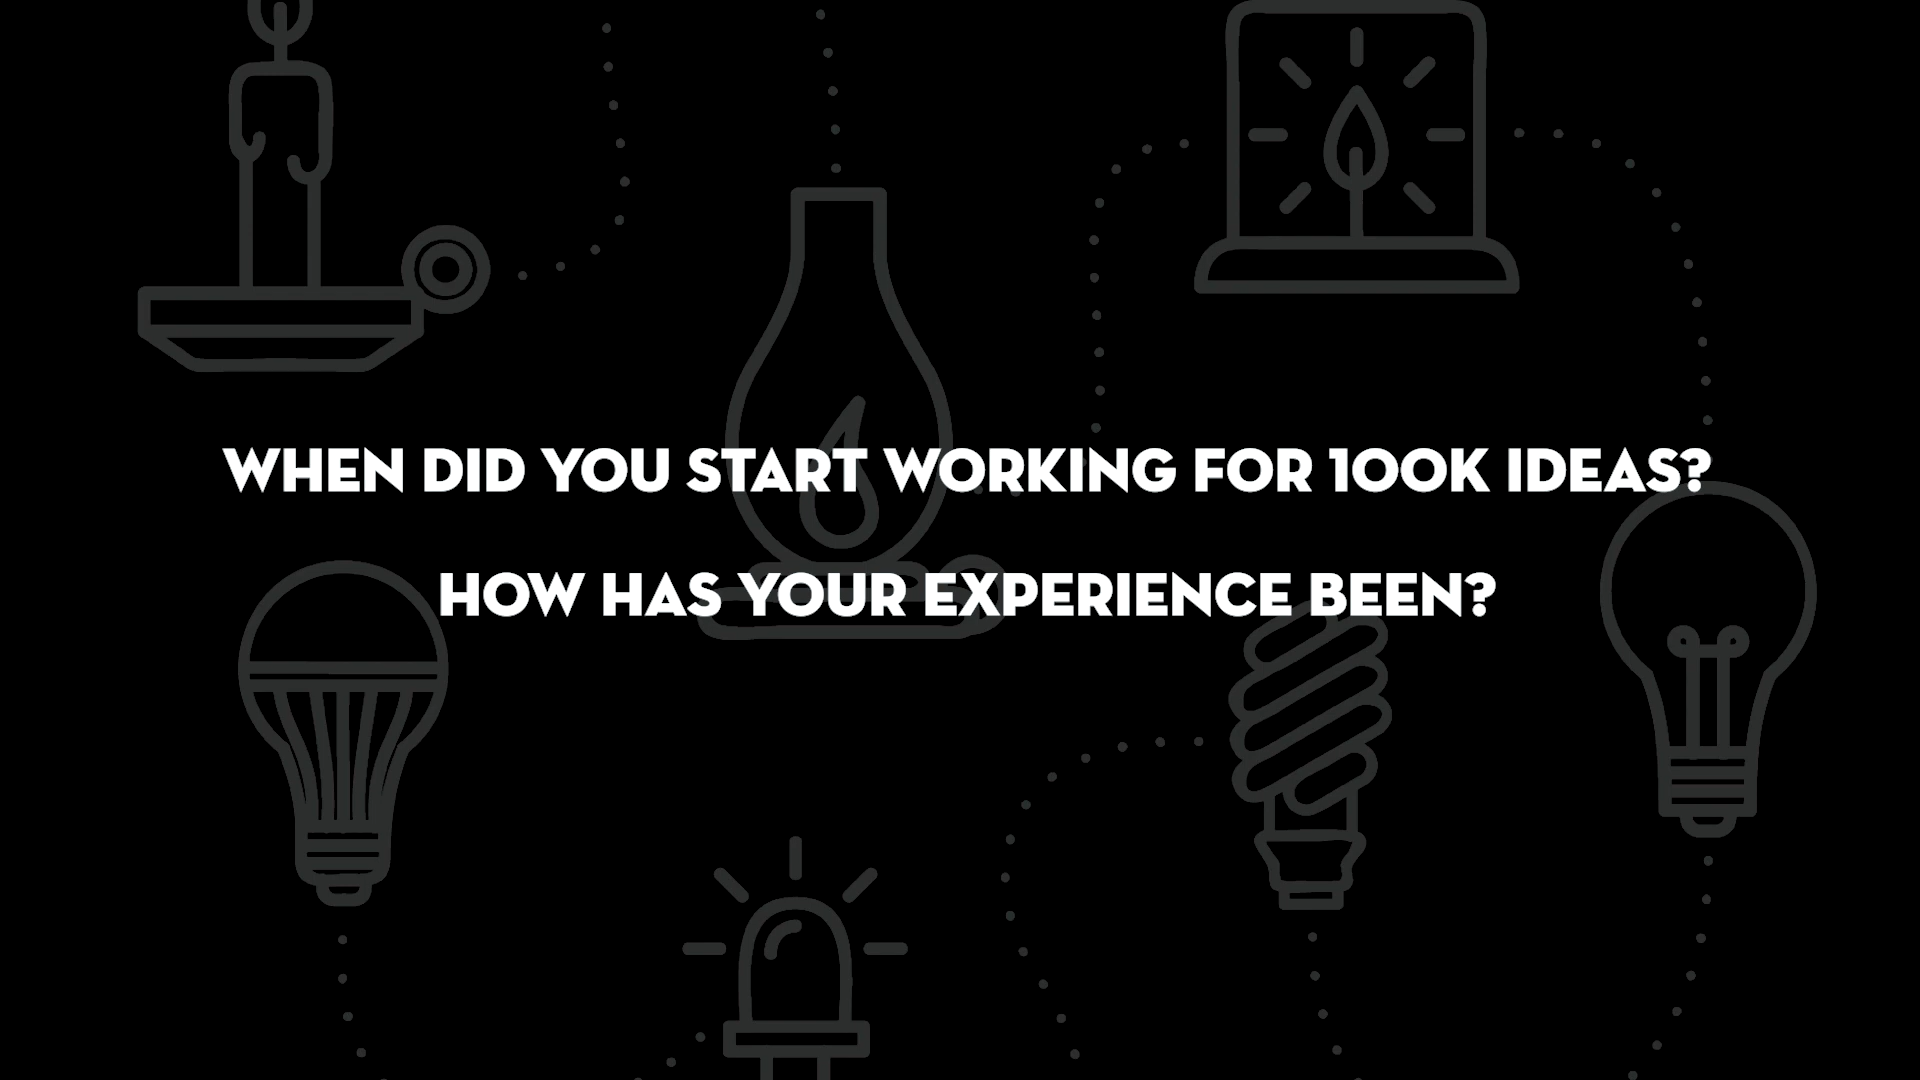 WHEN DID YOU START WORKING FOR 100K IDEAS?
HOW HAS YOUR EXPERIENCE BEEN?